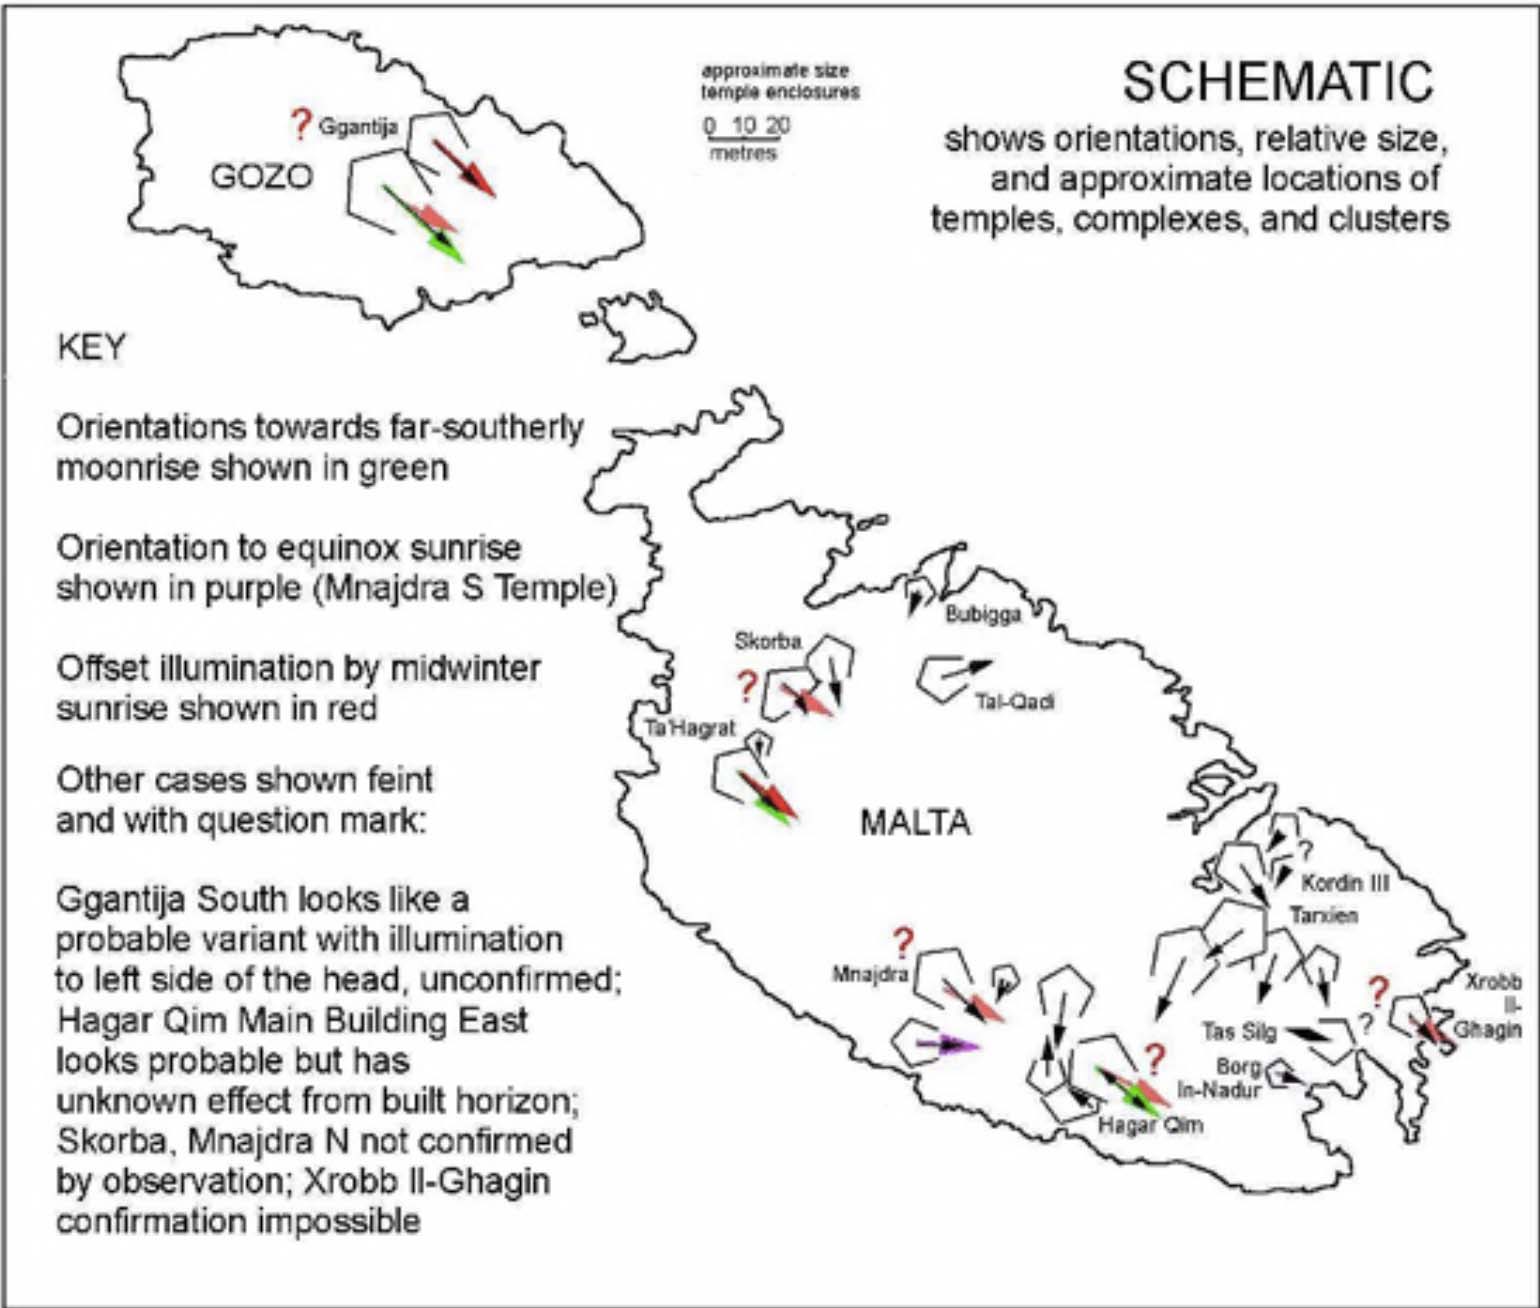 SCHEMATIC
shows orientations, relative size,
and approximate locations of
temples, complexes, and clusters
approximate size
temple enclosures
0 10 20
metres
? Ggantija
GOZO
KEY
Orientations towards far-southerly
moonrise shown in green
Orientation to equinox sunrise
shown in purple (Mnajdra S Temple)
Offset illumination by midwinter
sunrise shown in red
Other cases shown feint
and with question mark:
Ggantija South looks like a
probable variant with illumination
to left side of the head, unconfirmed;
Hagar Qim Main Building East
looks probable but has
unknown effect from built horizon;
Skorba, Mnajdra N not confirmed
by observation; Xrobb Il-Ghagin
confirmation impossible
Bubigga
Skorba
?
Tal-Qadi
Ta'Hagrat
MALTA
?
Kordin III
Tarxien
?
Mnajdra
?
Xrobb
Il-
Ghagin
Tas Silg
?
?
Borg
In-Nadur
Hagar Qim